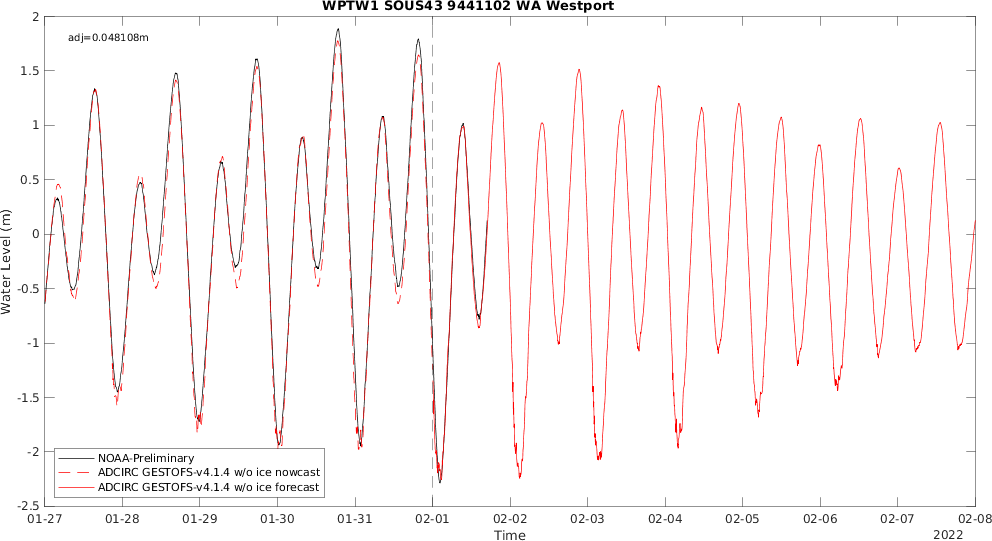 WPTW1 SOUS43 9441102 WA Westport
adj=0.048108m
2
1.5
1
0.5
0
-0.5
-1
-1.5
-2
-2.5
Water Level (m)
NOAA-Preliminary
ADCIRC GESTOFS-v4.1.4 w/o ice nowcast
ADCIRC GESTOFS-v4.1.4 w/o ice forecast
01-27 01-28 01-29 01-30 01-31 02-01 02-02 02-03 02-04 02-05 02-06 02-07 02-08
Time
2022